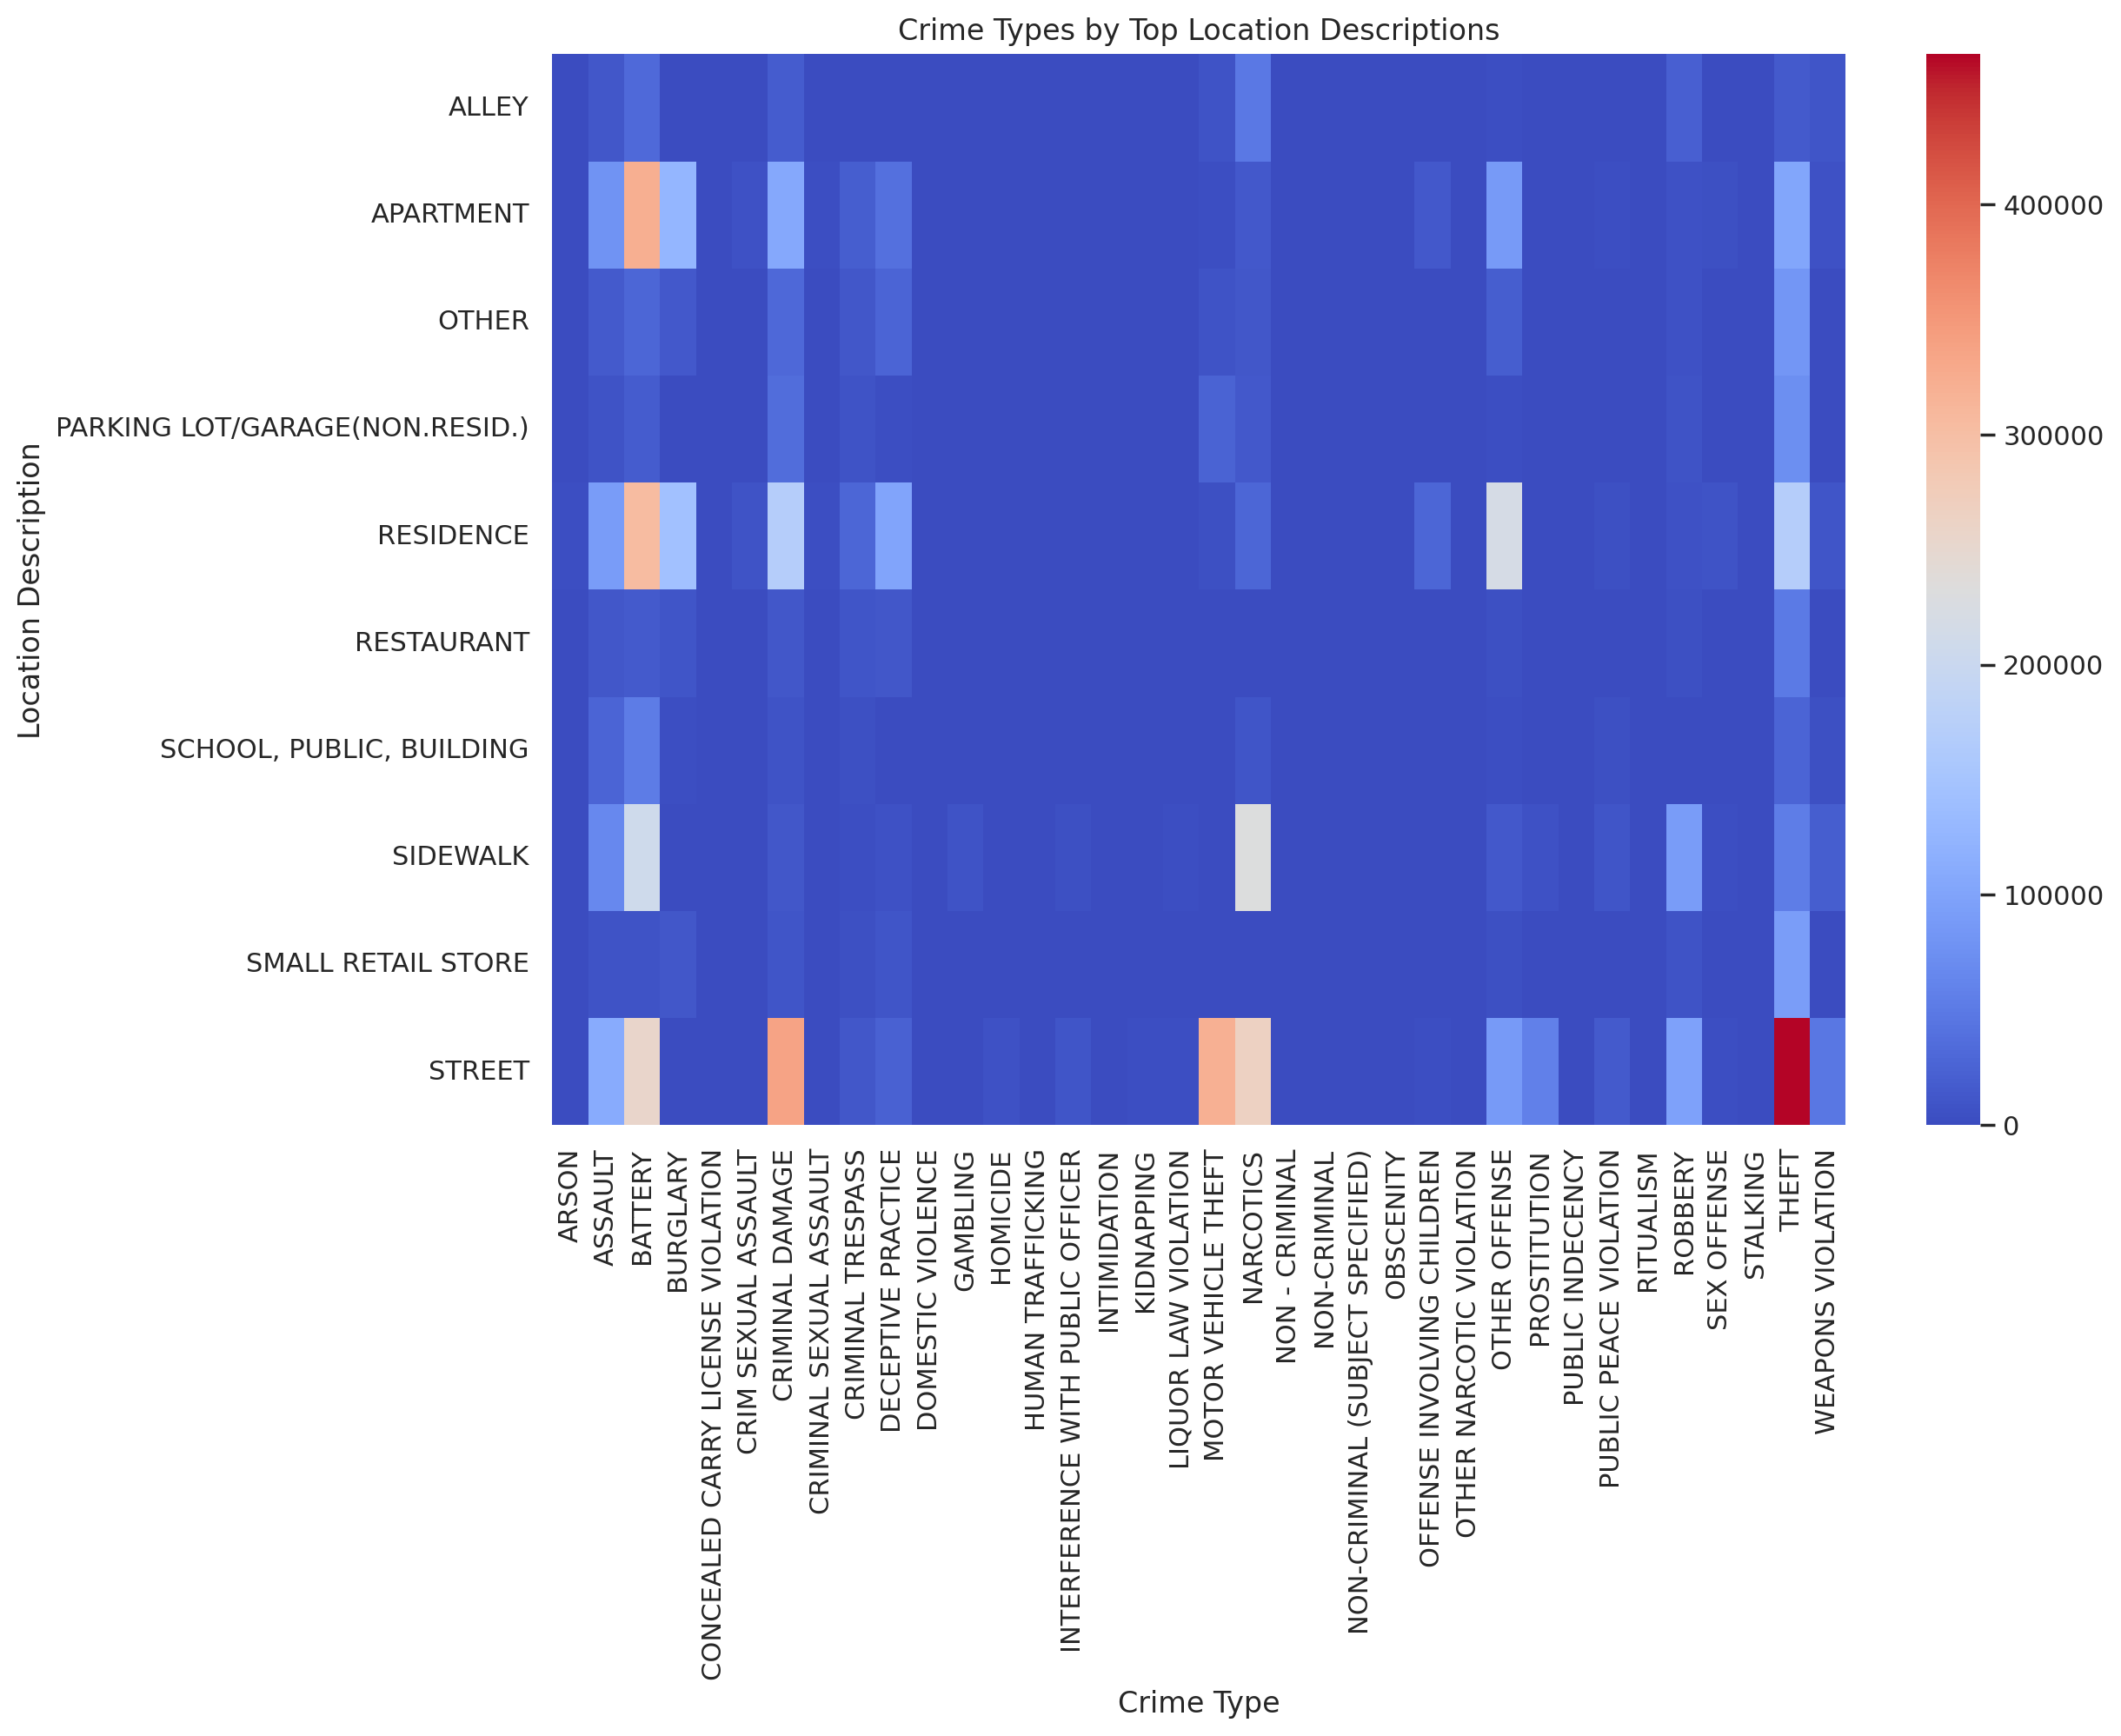 Crime Types by Top Location Descriptions
Location Description
ALLEY
APARTMENT
OTHER
PARKING LOT/GARAGE(NON.RESID.)
RESIDENCE
RESTAURANT
SCHOOL, PUBLIC, BUILDING
SIDEWALK
SMALL RETAIL STORE
STREET
400000
300000
200000
100000
0
ARSON
ASSAULT
BATTERY
BURGLARY
CONCEALED CARRY LICENSE VIOLATION
CRIM SEXUAL ASSAULT
CRIMINAL DAMAGE
CRIMINAL SEXUAL ASSAULT
CRIMINAL TRESPASS
DECEPTIVE PRACTICE
DOMESTIC VIOLENCE
GAMBLING
HOMICIDE
HUMAN TRAFFICKING
INTERFERENCE WITH PUBLIC OFFICER
INTIMIDATION
KIDNAPPING
LIQUOR LAW VIOLATION
MOTOR VEHICLE THEFT
NARCOTICS
NON - CRIMINAL
NON-CRIMINAL
NON-CRIMINAL (SUBJECT SPECIFIED)
OBSCENITY
OFFENSE INVOLVING CHILDREN
OTHER NARCOTIC VIOLATION
OTHER OFFENSE
PROSTITUTION
PUBLIC INDECENCY
PUBLIC PEACE VIOLATION
RITUALISM
ROBBERY
SEX OFFENSE
STALKING
THEFT
WEAPONS VIOLATION
Crime Type